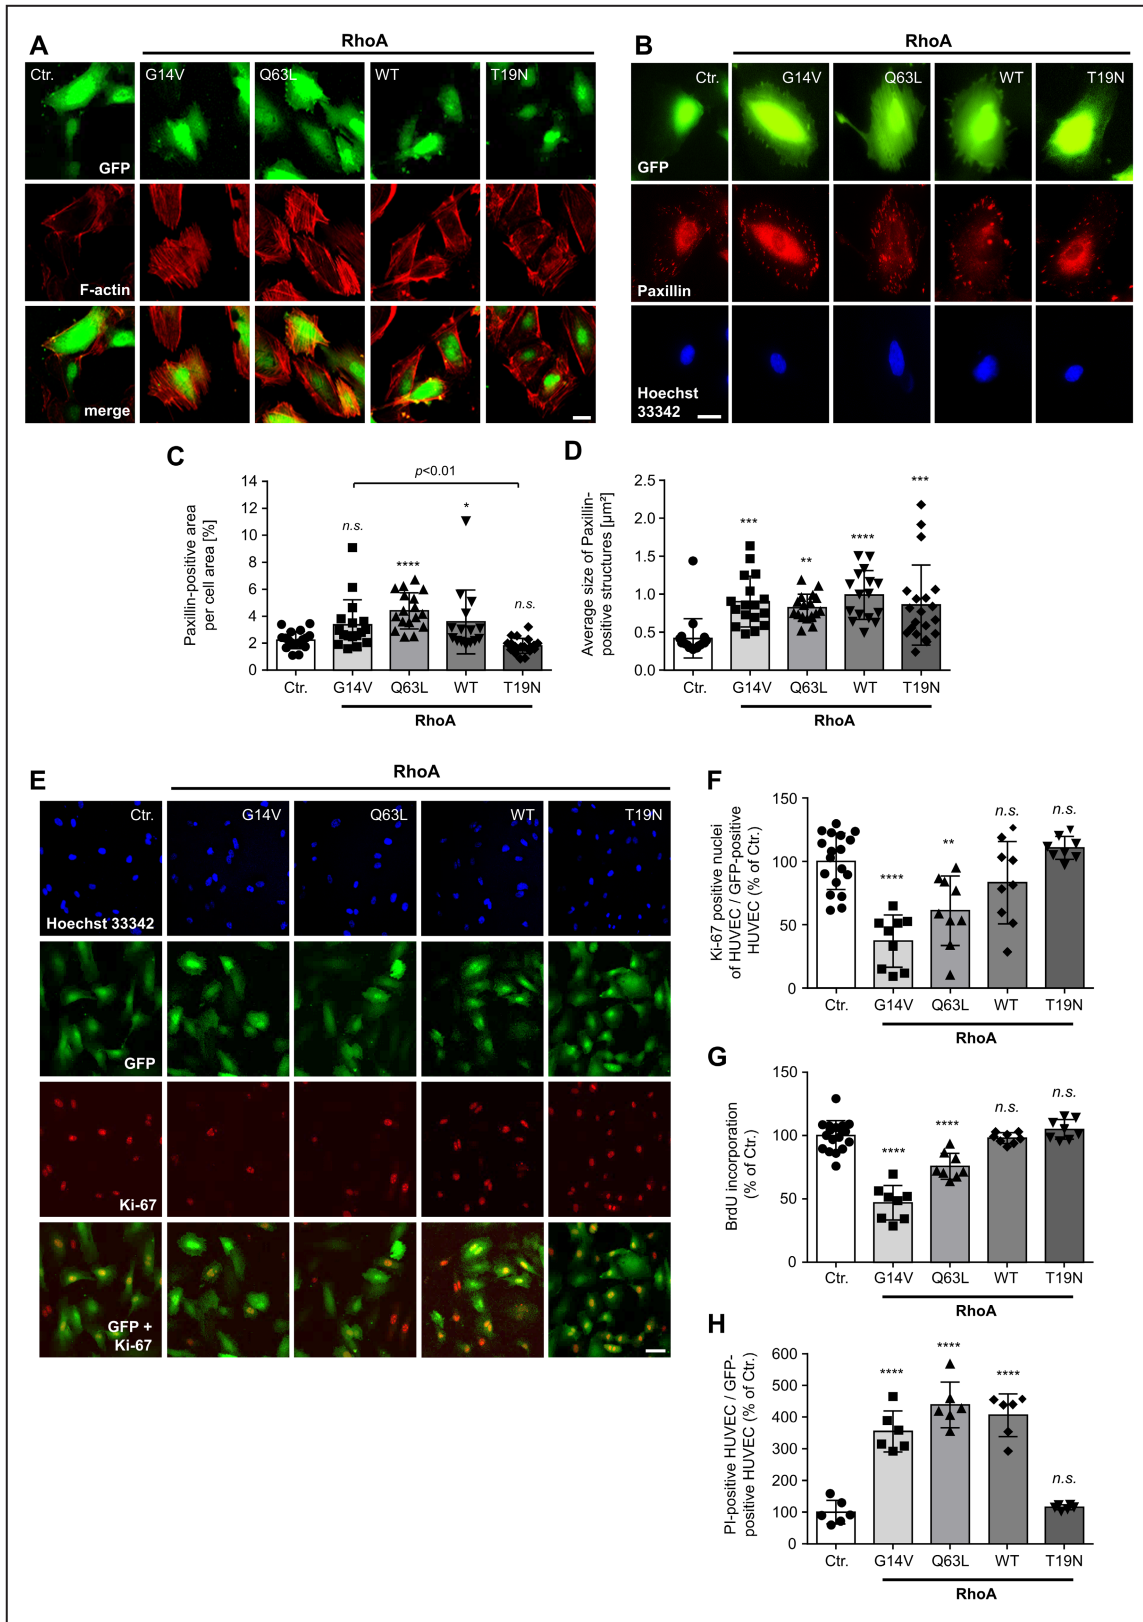 A
RhoA
Ctr.
G14V
Q63L
WT
T19N
GFP
F-actin
merge
B
RhoA
Ctr.
G14V
Q63L
WT
T19N
GFP
Paxillin
Hoechst
33342
C
p<0.01
Paxillin-positive area
per cell area [%]
14
12
10
8
6
4
2
0
n.s.
****
*
n.s.
Ctr.
G14V
Q63L
WT
T19N
RhoA
D
Average size of Paxillin-
positive structures [µm²]
2.5
2.0
1.5
1.0
0.5
0.0
***
**
****
***
Ctr.
G14V
Q63L
WT
T19N
RhoA
E
RhoA
Ctr.
G14V
Q63L
WT
T19N
Hoechst 33342
GFP
Ki-67
GFP +
Ki-67
F
Ki-67 positive nuclei
of HUVEC / GFP-positive
HUVEC (% of Ctr.)
150
100
50
0
****
**
n.s.
n.s.
Ctr.
G14V
Q63L
WT
T19N
RhoA
G
BrdU incorporation
(% of Ctr.)
150
100
50
0
****
****
n.s.
n.s.
Ctr.
G14V
Q63L
WT
T19N
RhoA
H
PI-positive HUVEC / GFP-
positive HUVEC (% of Ctr.)
600
500
400
300
200
100
0
****
****
****
n.s.
Ctr.
G14V
Q63L
WT
T19N
RhoA